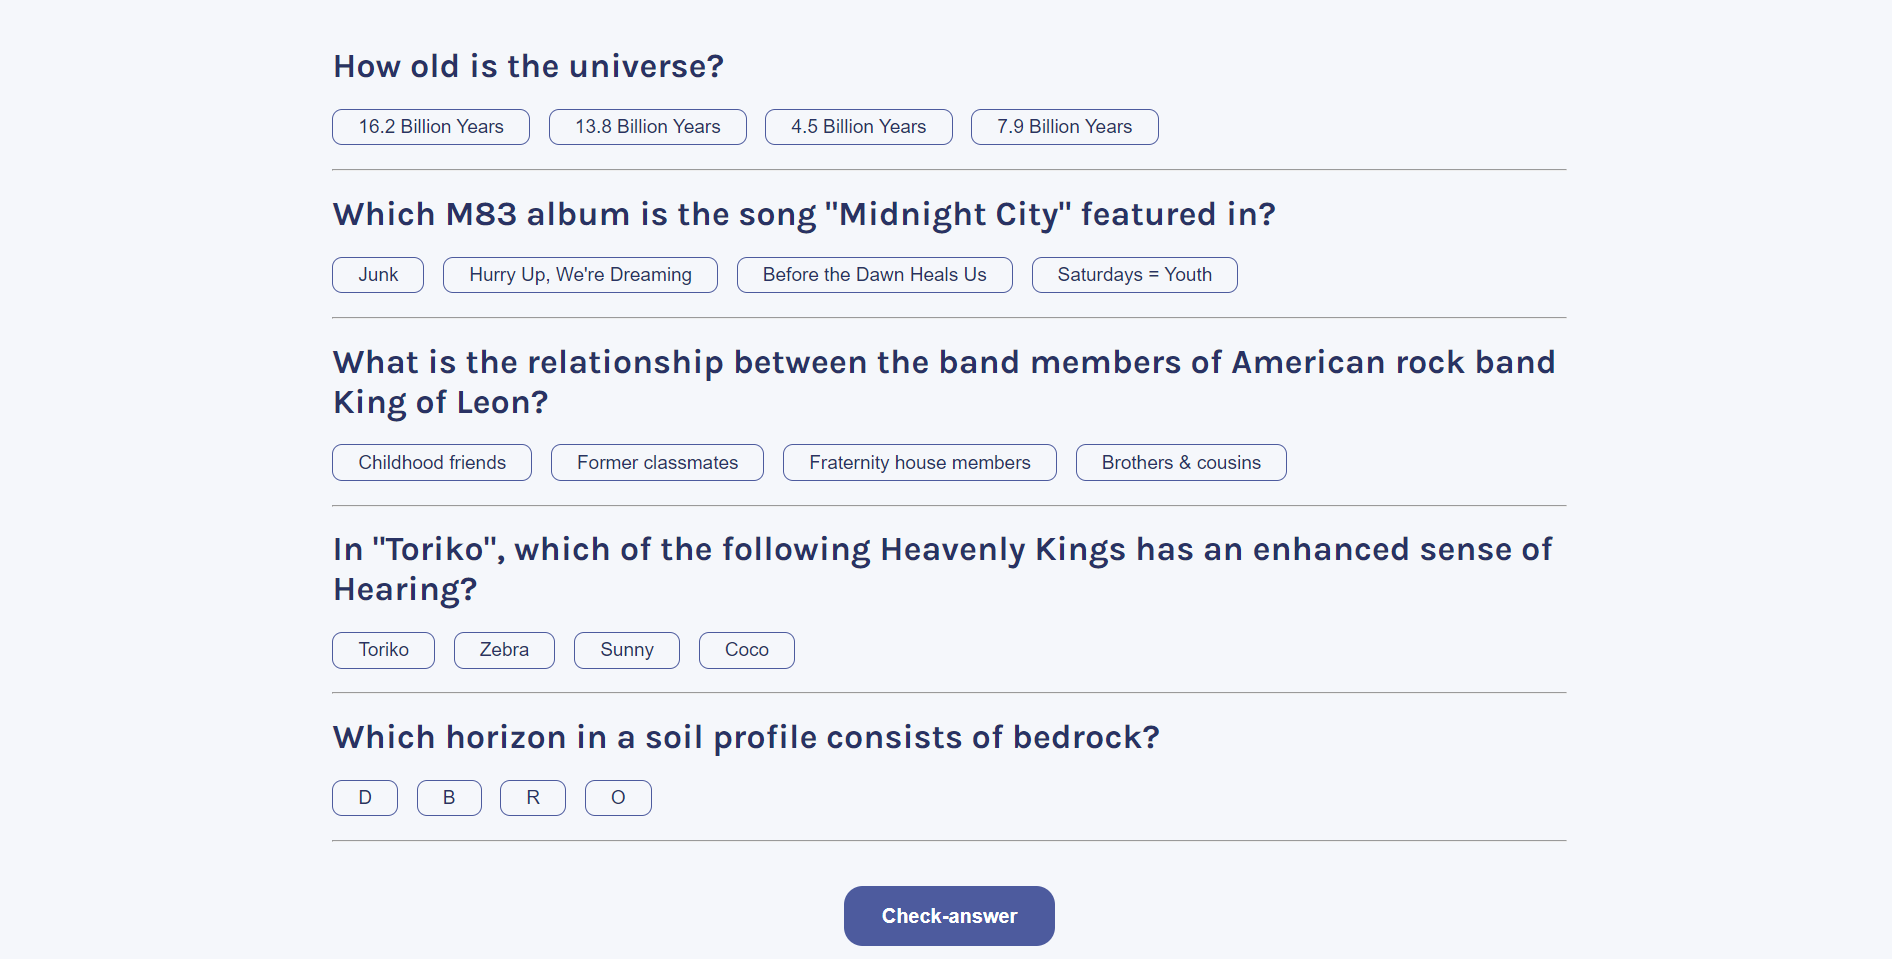 How old is the universe?
16.2 Billion Years 13.8 Billion Years 4.5 Billion Years 7.9 Billion Years
Which M83 album is the song "Midnight City" featured in?
Junk Hurry Up, We're Dreaming Before the Dawn Heals Us Saturdays = Youth
What is the relationship between the band members of American rock band
King of Leon?
Childhood friends Former classmates Fraternity house members Brothers & cousins
In "Toriko", which of the following Heavenly Kings has an enhanced sense of
Hearing?
Toriko Zebra Sunny Coco
Which horizon in a soil profile consists of bedrock?
D B R O
Check-answer